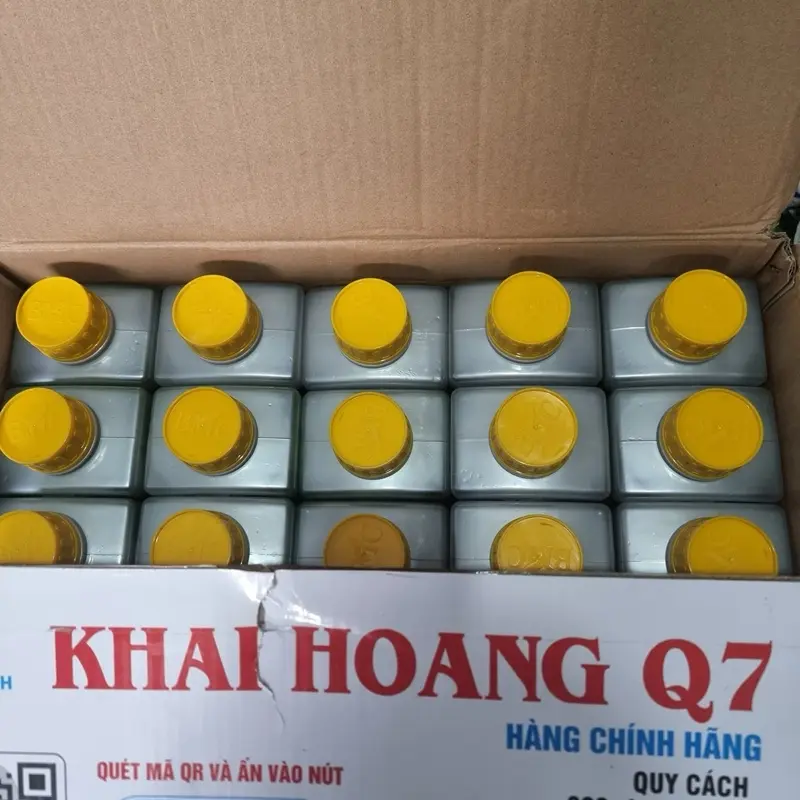 KHAI HOANG Q7
H
HÀNG CHÍNH HÃNG
QUÉT MÃ QR VÀ ẤN VÀO NÚT
QUY CÁCH